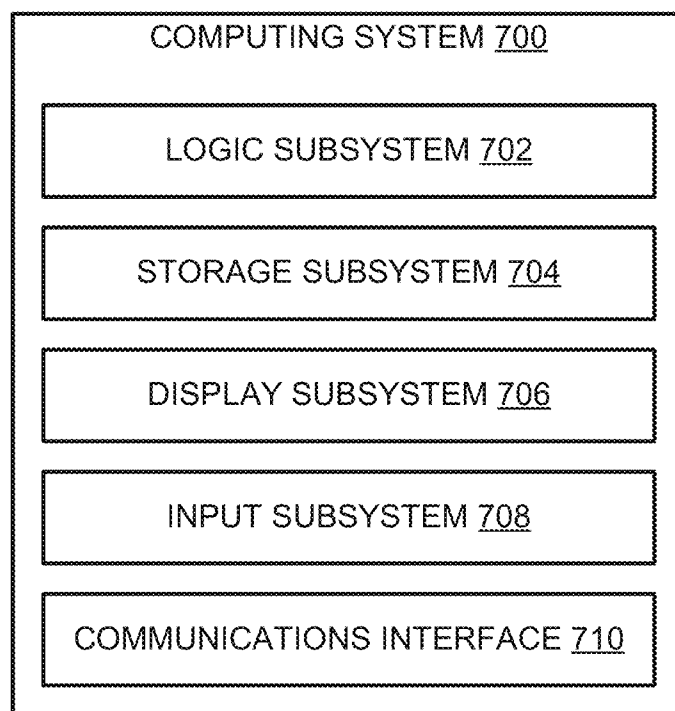 COMPUTING SYSTEM 700
LOGIC SUBSYSTEM 702
STORAGE SUBSYSTEM 704
DISPLAY SUBSYSTEM 706
INPUT SUBSYSTEM 708
COMMUNICATIONS INTERFACE 710